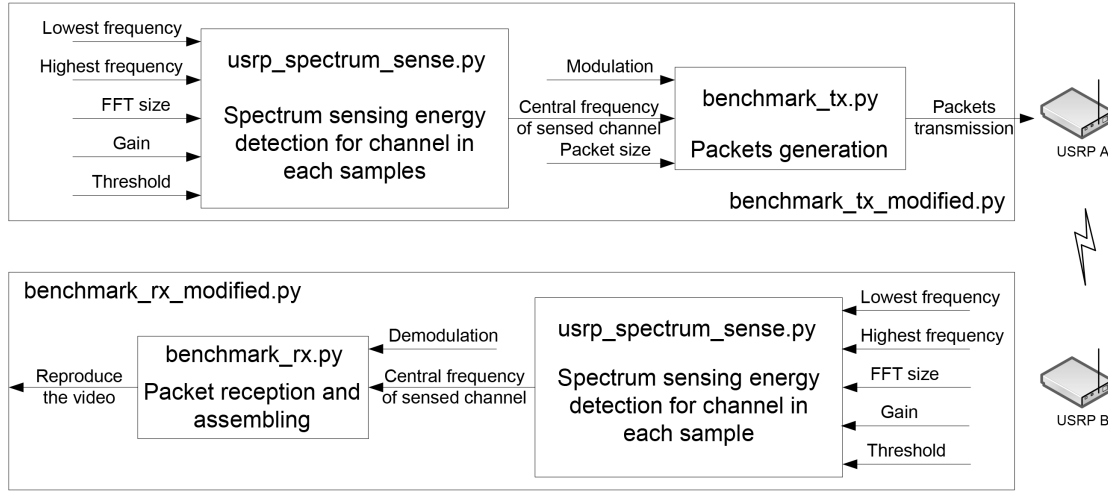 Lowest frequency
Highest frequency
FFT size
Gain
Threshold
usrp_spectrum_sense.py
Spectrum sensing energy
detection for channel in
each samples
Modulation
Central frequency
of sensed channel
Packet size
benchmark_tx.py
Packets generation
Packets
transmission
USRP A
benchmark_tx_modified.py
benchmark_rx_modified.py
Reproduce
the video
benchmark_rx.py
Packet reception and
assembling
Demodulation
Central frequency
of sensed channel
usrp_spectrum_sense.py
Spectrum sensing energy
detection for channel in
each sample
Lowest frequency
Highest frequency
FFT size
Gain
Threshold
USRP B